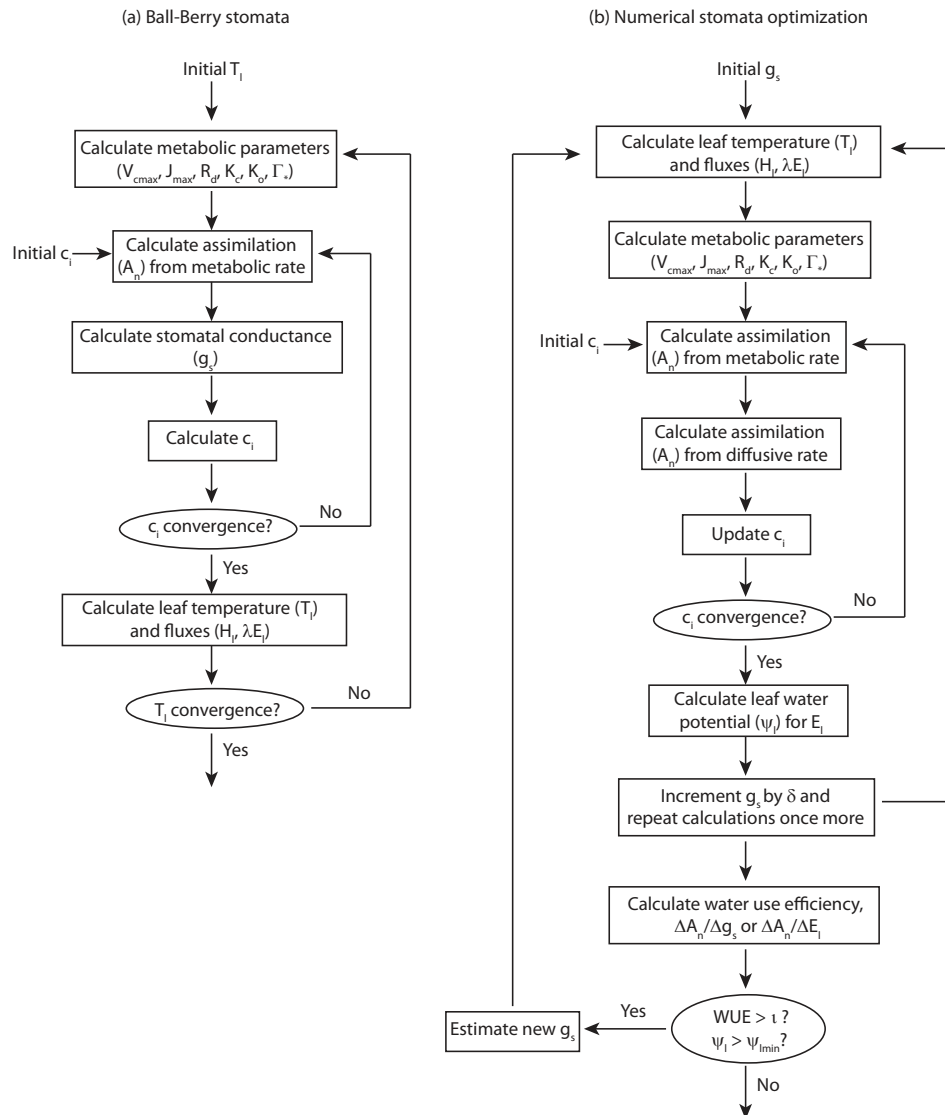 (a) Ball-Berry stomata
Initial T_l
Calculate metabolic parameters
(V_cmax, J_max, R_d, K_c, K_o, Γ_*)
Initial c_i
Calculate assimilation
(A_n) from metabolic rate
Calculate stomatal conductance
(g_s)
Calculate c_i
c_i convergence?
No
Yes
Calculate leaf temperature (T_l)
and fluxes (H_l, λE_l)
T_l convergence?
No
Yes
(b) Numerical stomata optimization
Initial g_s
Calculate leaf temperature (T_l)
and fluxes (H_l, λE_l)
Calculate metabolic parameters
(V_cmax, J_max, R_d, K_c, K_o, Γ_*)
Initial c_i
Calculate assimilation
(A_n) from metabolic rate
Calculate assimilation
(A_n) from diffusive rate
Update c_i
c_i convergence?
No
Yes
Calculate leaf water
potential (ψ_l) for E_l
Increment g_s by δ and
repeat calculations once more
Calculate water use efficiency,
ΔA_n/Δg_s or ΔA_n/ΔE_l
WUE > ι ?
ψ_l > ψ_lmin?
Yes
Estimate new g_s
No